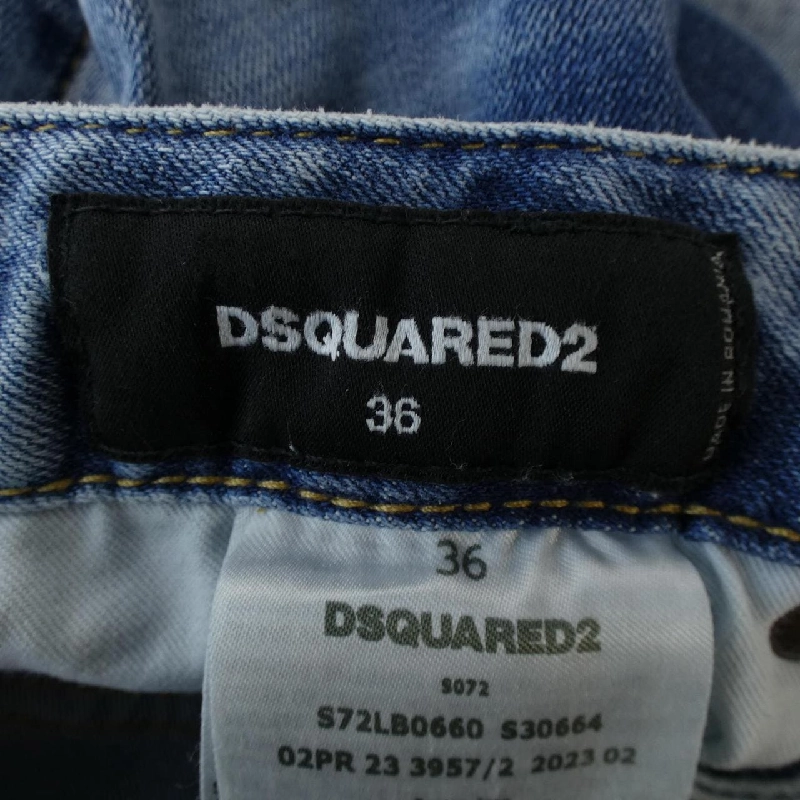 DSQUARED2
36
MADE IN ROMANIA
36
DSQUARED2
S072
S72LB0660 S30664
02PR 23 3957/2 2023 02